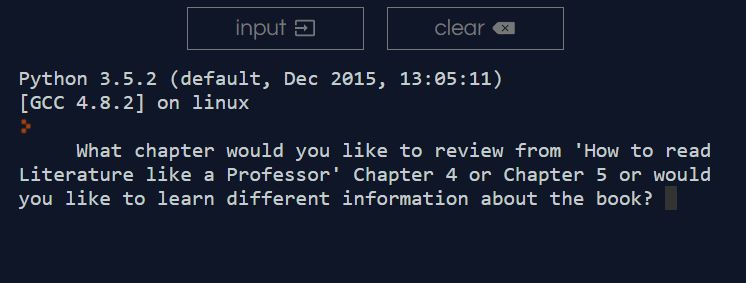 input
clear
Python 3.5.2 (default, Dec 2015, 13:05:11)
[GCC 4.8.2] on linux
What chapter would you like to review from 'How to read
Literature like a Professor' Chapter 4 or Chapter 5 or would
you like to learn different information about the book?